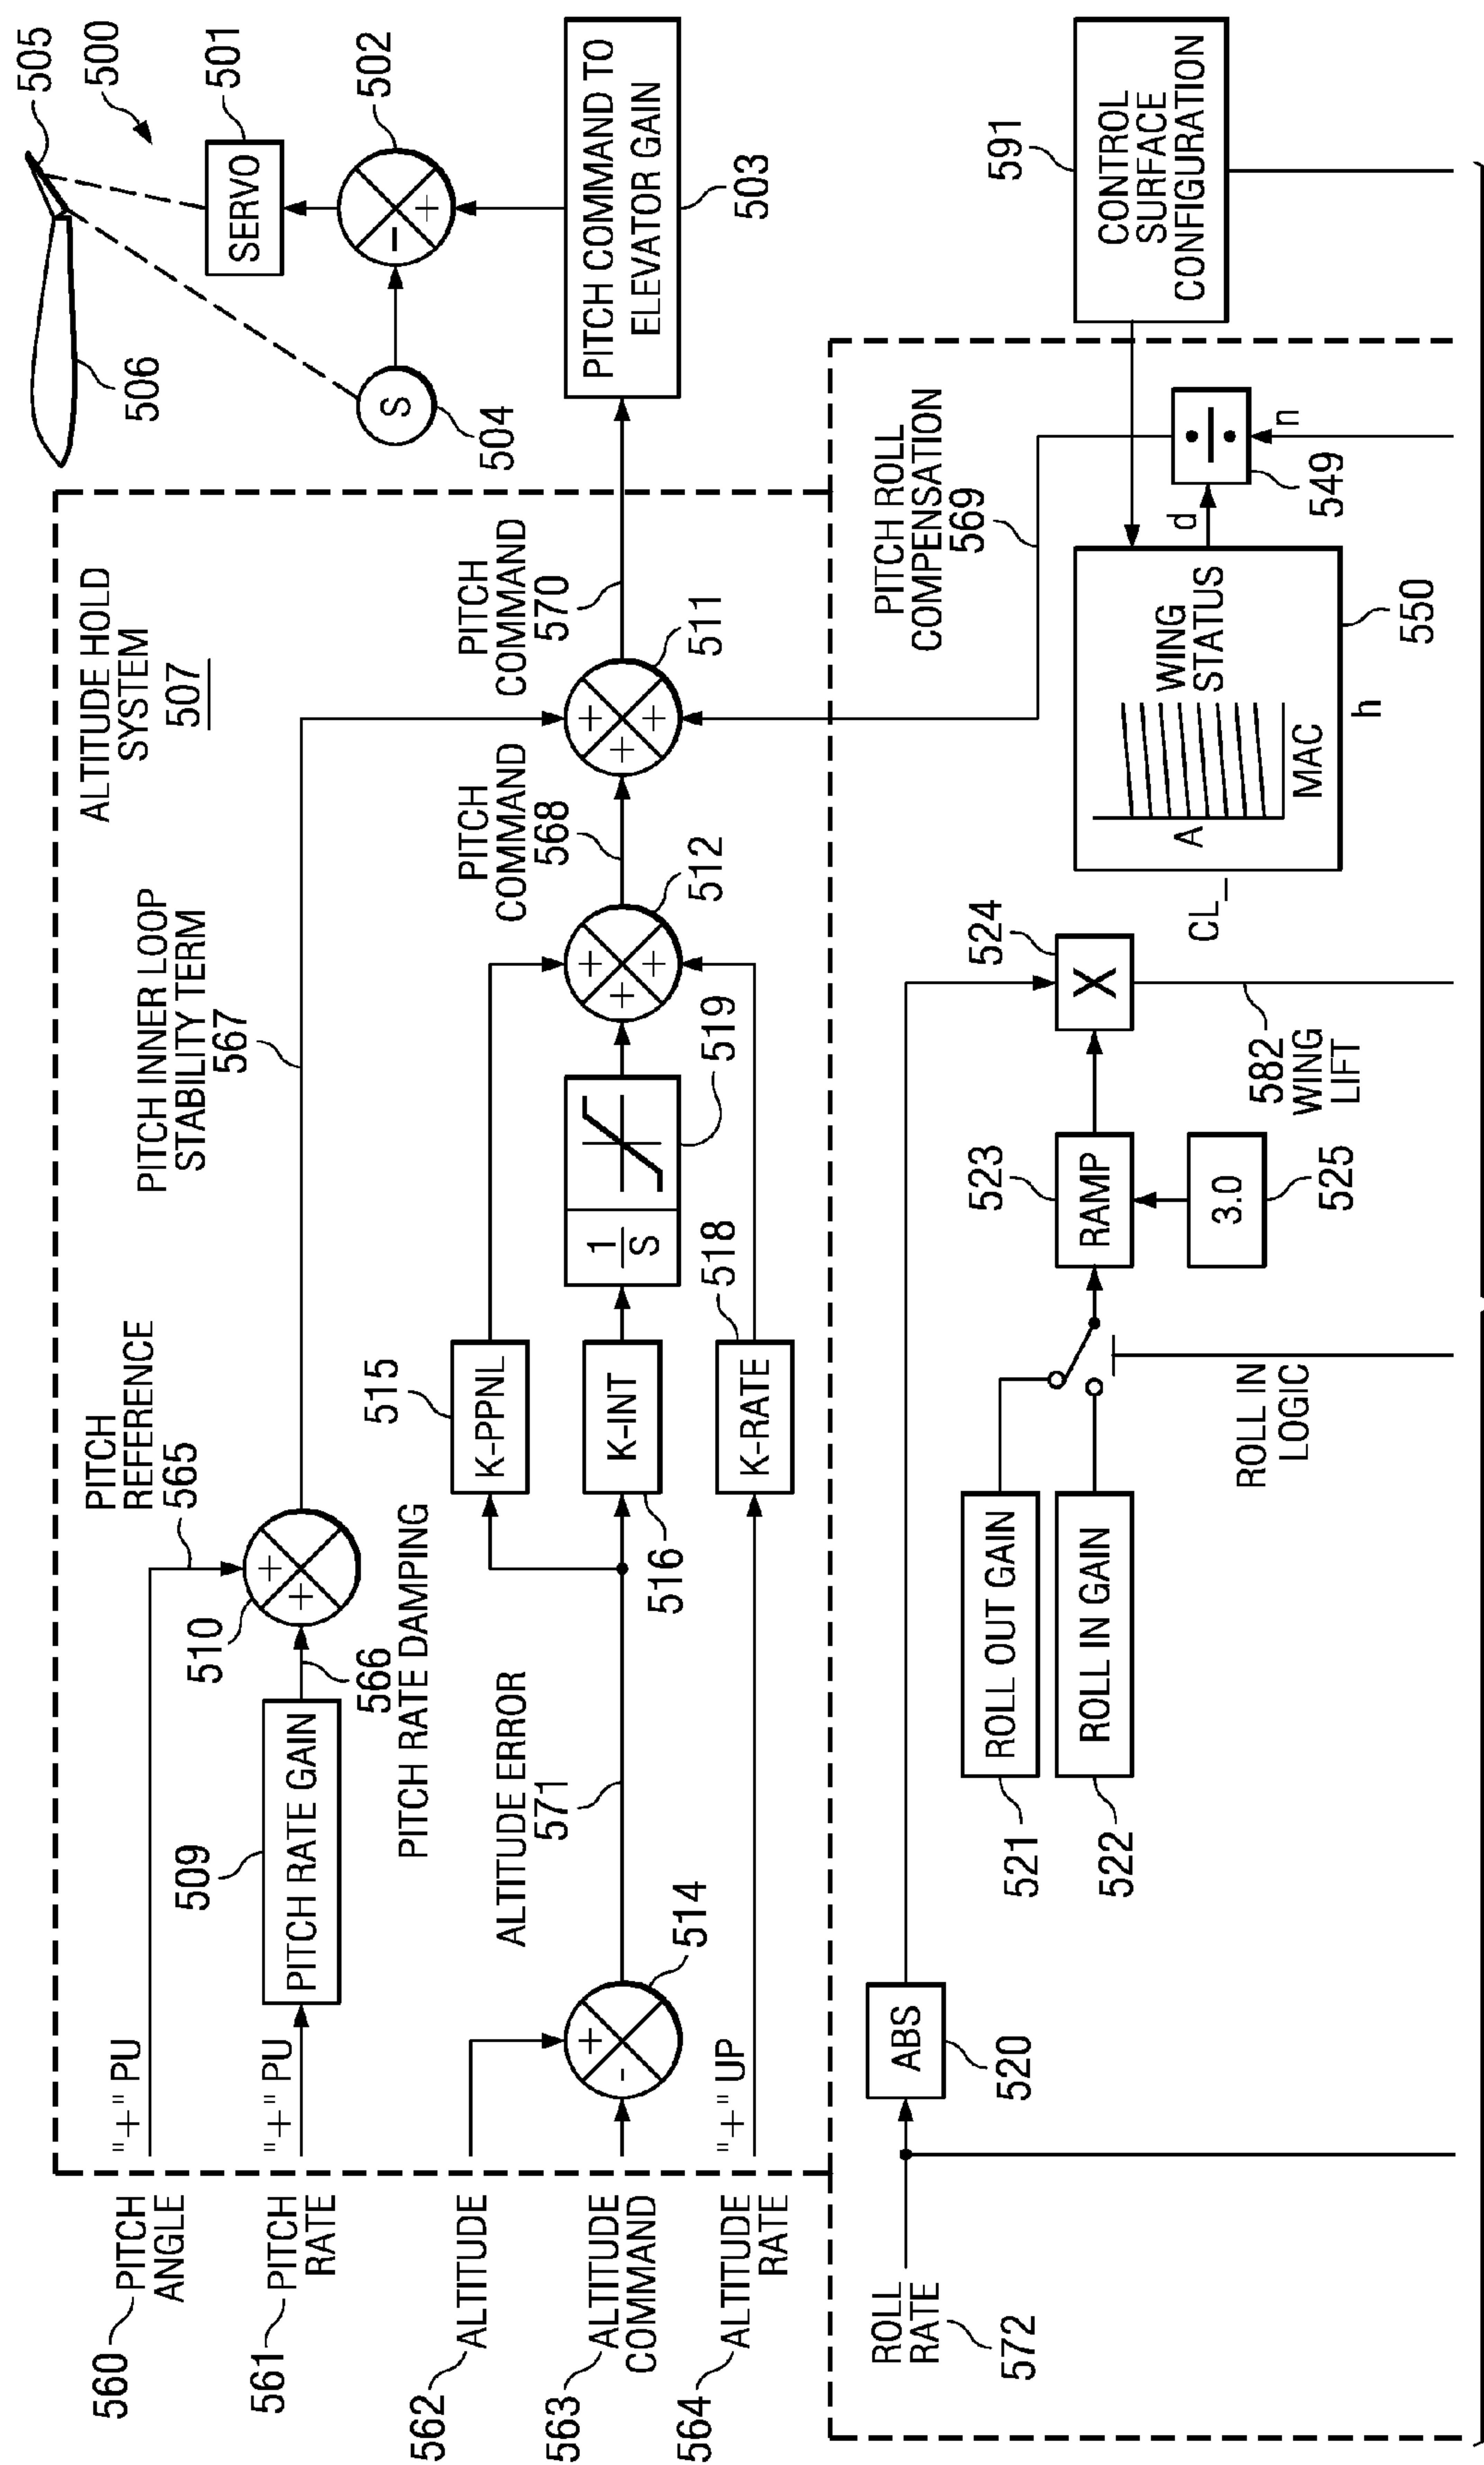 505
500
501
SERVO
502
−
+
S
504
506
PITCH COMMAND TO
ELEVATOR GAIN
503
ALTITUDE HOLD
SYSTEM
507
560
PITCH
ANGLE
"+" PU
561
PITCH
RATE
"+" PU
562
ALTITUDE
563
ALTITUDE
COMMAND
564
ALTITUDE
RATE
"+" UP
509
PITCH RATE GAIN
566
PITCH RATE DAMPING
510
+
+
PITCH
REFERENCE
565
PITCH INNER LOOP
STABILITY TERM
567
514
+
-
ALTITUDE ERROR
571
515
K-PPNL
516
K-INT
518
K-RATE
1
S
519
512
+
+
+
PITCH
COMMAND
568
511
+
+
+
PITCH
COMMAND
570
ROLL
RATE
572
ABS
520
521
ROLL OUT GAIN
522
ROLL IN GAIN
ROLL IN
LOGIC
523
RAMP
3.0
525
524
X
582
WING
LIFT
CL_
A
MAC
h
WING
STATUS
550
d
n
549
PITCH ROLL
COMPENSATION
569
591
CONTROL
SURFACE
CONFIGURATION